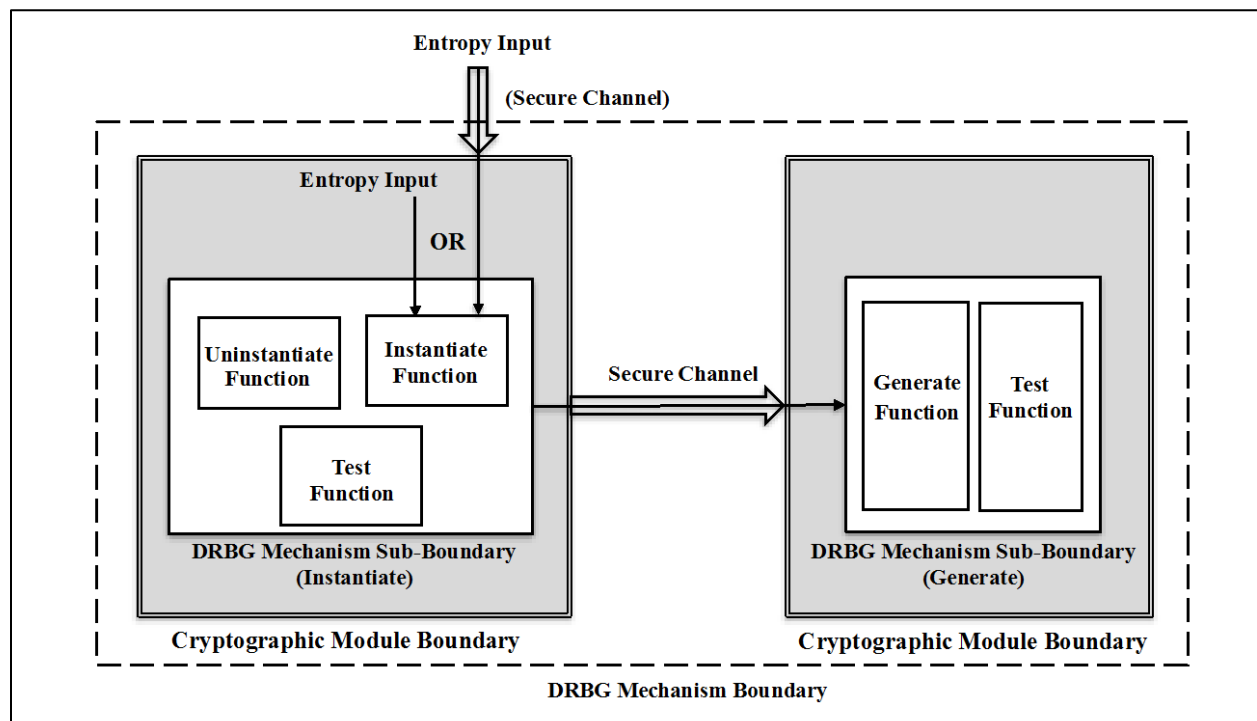 Entropy Input
(Secure Channel)
Entropy Input
OR
Uninstantiate
Function
Instantiate
Function
Test
Function
DRBG Mechanism Sub-Boundary
(Instantiate)
Cryptographic Module Boundary
Secure Channel
Generate
Function
Test
Function
DRBG Mechanism Sub-Boundary
(Generate)
Cryptographic Module Boundary
DRBG Mechanism Boundary